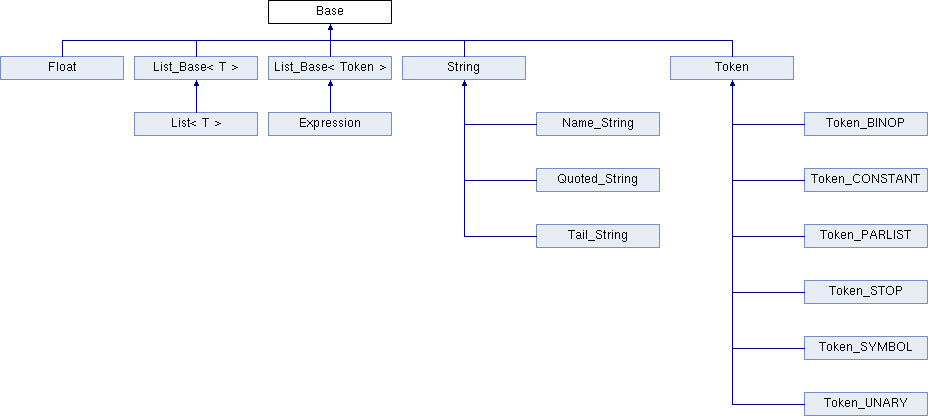 Base
Float
List_Base< T >
List_Base< Token >
String
Token
List< T >
Expression
Name_String
Token_BINOP
Quoted_String
Token_CONSTANT
Tail_String
Token_PARLIST
Token_STOP
Token_SYMBOL
Token_UNARY